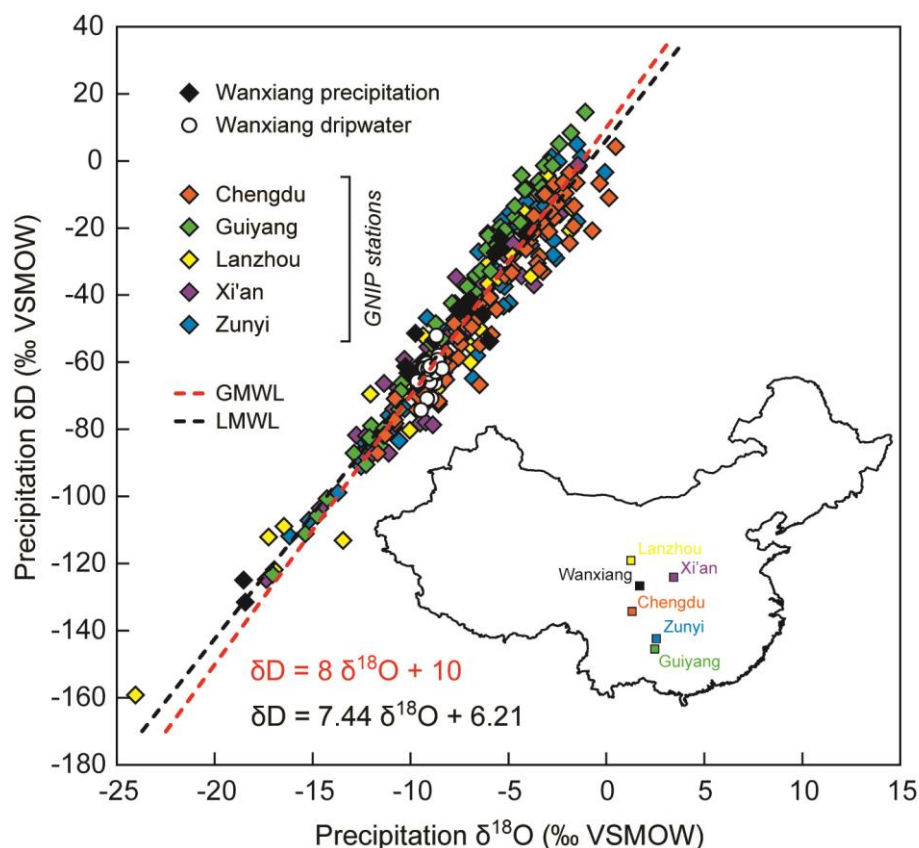 40
20
0
-20
-40
-60
-80
-100
-120
-140
-160
-180
Precipitation δD (‰ VSMOW)
Wanxiang precipitation
Wanxiang dripwater
Chengdu
Guiyang
Lanzhou
Xi'an
Zunyi
GNIP stations
GMWL
LMWL
Lanzhou
Xi'an
Wanxiang
Chengdu
Zunyi
Guiyang
δD = 8 δ¹⁸O + 10
δD = 7.44 δ¹⁸O + 6.21
-25 -20 -15 -10 -5 0 5 10 15
Precipitation δ¹⁸O (‰ VSMOW)